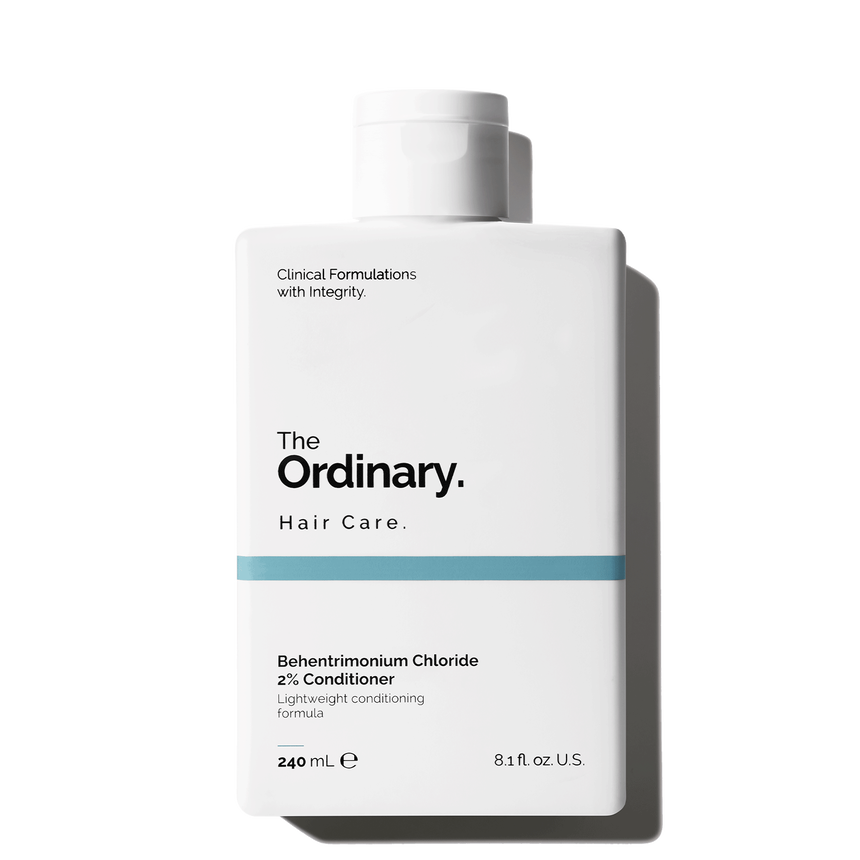 Clinical Formulations
with Integrity.
The
Ordinary.
Hair Care.
Behentrimonium Chloride
2% Conditioner
Lightweight conditioning
formula
240 mL ℮ 8.1 fl. oz. U.S.